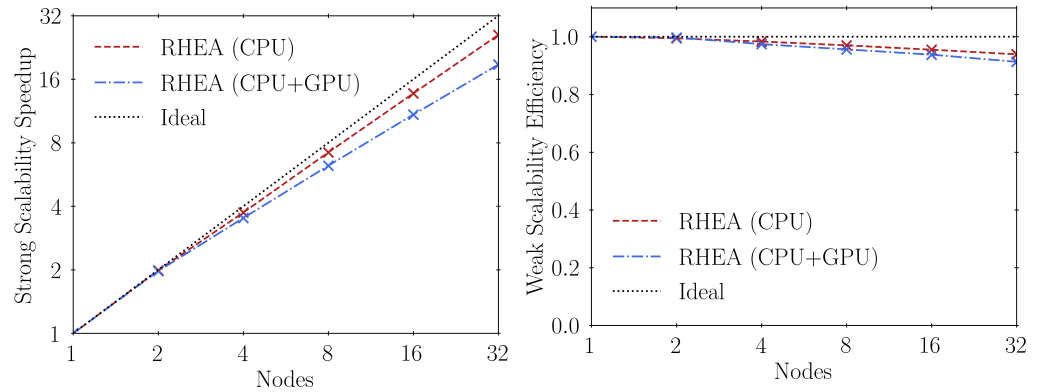 32
16
8
4
2
1
Strong Scalability Speedup
RHEA (CPU)
RHEA (CPU+GPU)
Ideal
1 2 4 8 16 32
Nodes
1.0
0.8
0.6
0.4
0.2
0.0
Weak Scalability Efficiency
RHEA (CPU)
RHEA (CPU+GPU)
Ideal
1 2 4 8 16 32
Nodes